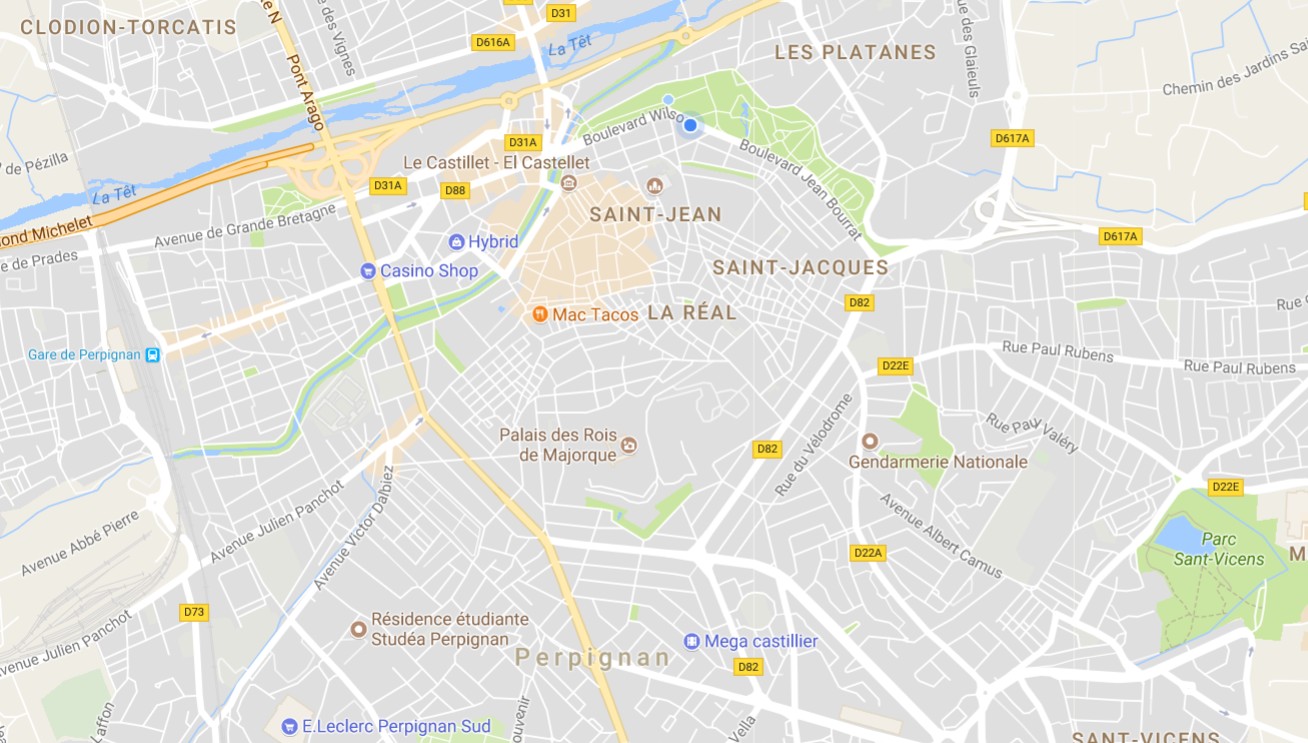 CLODION-TORCATIS
D31
e N
ue des Vignes
D616A
La Têt
LES PLATANES
ue des Glaïeuls
Pont Arago
Chemin des Jardins Sai
Boulevard Wilso
D31A
D617A
Boulevard Jean Bourrat
Le Castillet - El Castellet
de Pézilla
D31A
D88
La Têt
SAINT-JEAN
Avenue de Grande Bretagne
ond Michelet
D617A
Hybrid
e de Prades
Casino Shop
SAINT-JACQUES
D82
Rue
Mac Tacos
LA RÉAL
Gare de Perpignan
Rue Paul Rubens
D22E
Rue Paul Rubens
Rue Paul Valéry
Palais des Rois
de Majorque
D82
Rue du Vélodrome
Gendarmerie Nationale
D22E
Avenue Julien Panchot
Avenue Victor Dalbiez
Avenue Abbé Pierre
Avenue Albert Camus
Parc
Sant-Vicens
D22A
M
D73
Résidence étudiante
Studéa Perpignan
Avenue Julien Panchot
Mega castillier
Perpignan
D82
Laffon
E.Leclerc Perpignan Sud
ouvenir
Vella
SANT-VICENS